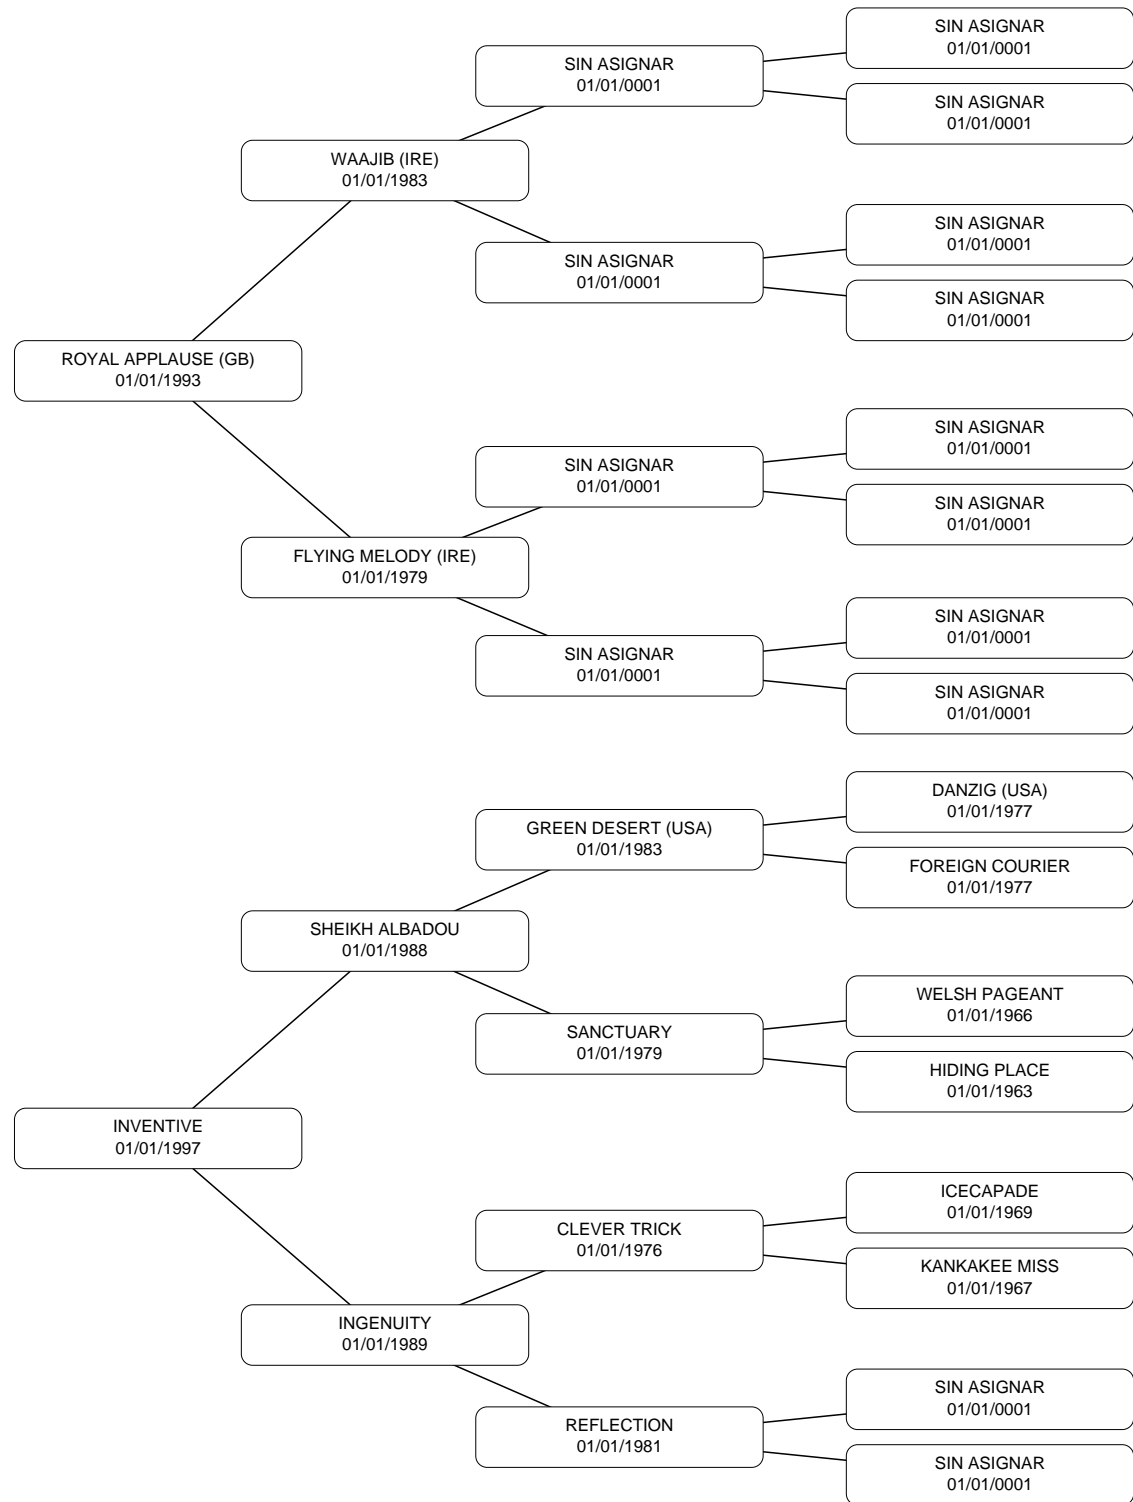 SIN ASIGNAR
01/01/0001
SIN ASIGNAR
01/01/0001
SIN ASIGNAR
01/01/0001
WAAJIB (IRE)
01/01/1983
SIN ASIGNAR
01/01/0001
SIN ASIGNAR
01/01/0001
SIN ASIGNAR
01/01/0001
ROYAL APPLAUSE (GB)
01/01/1993
SIN ASIGNAR
01/01/0001
SIN ASIGNAR
01/01/0001
SIN ASIGNAR
01/01/0001
FLYING MELODY (IRE)
01/01/1979
SIN ASIGNAR
01/01/0001
SIN ASIGNAR
01/01/0001
SIN ASIGNAR
01/01/0001
DANZIG (USA)
01/01/1977
GREEN DESERT (USA)
01/01/1983
FOREIGN COURIER
01/01/1977
SHEIKH ALBADOU
01/01/1988
WELSH PAGEANT
01/01/1966
SANCTUARY
01/01/1979
HIDING PLACE
01/01/1963
INVENTIVE
01/01/1997
ICECAPADE
01/01/1969
CLEVER TRICK
01/01/1976
KANKAKEE MISS
01/01/1967
INGENUITY
01/01/1989
SIN ASIGNAR
01/01/0001
REFLECTION
01/01/1981
SIN ASIGNAR
01/01/0001